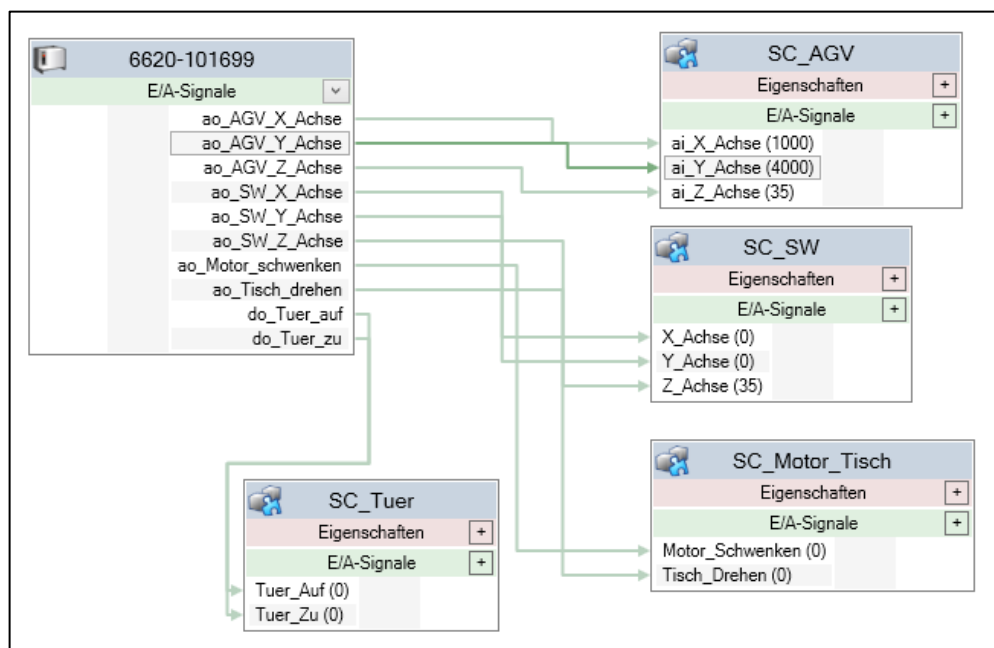 6620-101699
E/A-Signale
ao_AGV_X_Achse
ao_AGV_Y_Achse
ao_AGV_Z_Achse
ao_SW_X_Achse
ao_SW_Y_Achse
ao_SW_Z_Achse
ao_Motor_schwenken
ao_Tisch_drehen
do_Tuer_auf
do_Tuer_zu
SC_AGV
Eigenschaften
E/A-Signale
ai_X_Achse (1000)
ai_Y_Achse (4000)
ai_Z_Achse (35)
SC_SW
Eigenschaften
E/A-Signale
X_Achse (0)
Y_Achse (0)
Z_Achse (35)
SC_Motor_Tisch
Eigenschaften
E/A-Signale
Motor_Schwenken (0)
Tisch_Drehen (0)
SC_Tuer
Eigenschaften
E/A-Signale
Tuer_Auf (0)
Tuer_Zu (0)